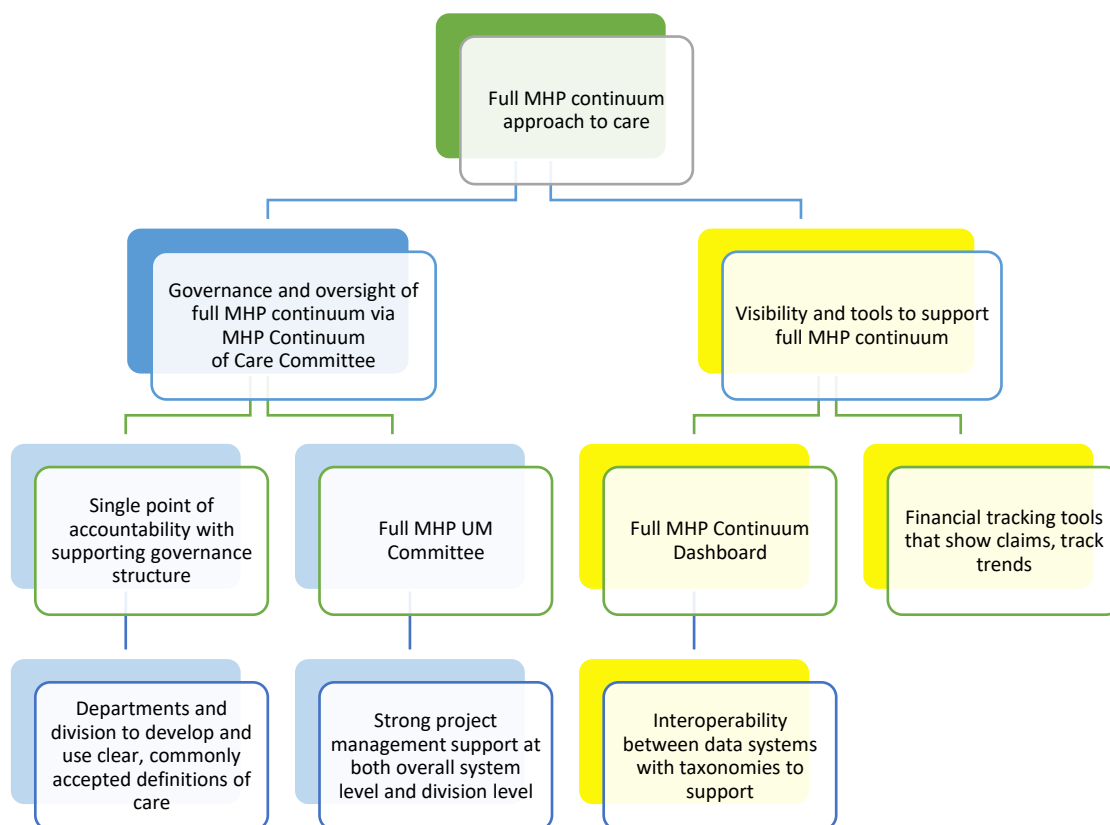 Full MHP continuum
approach to care
Governance and oversight of
full MHP continuum via
MHP Continuum
of Care Committee
Visibility and tools to support
full MHP continuum
Single point of
accountability with
supporting governance
structure
Full MHP UM
Committee
Full MHP Continuum
Dashboard
Financial tracking tools
that show claims, track
trends
Departments and
division to develop and
use clear, commonly
accepted definitions of
care
Strong project
management support at
both overall system
level and division level
Interoperability
between data systems
with taxonomies to
support